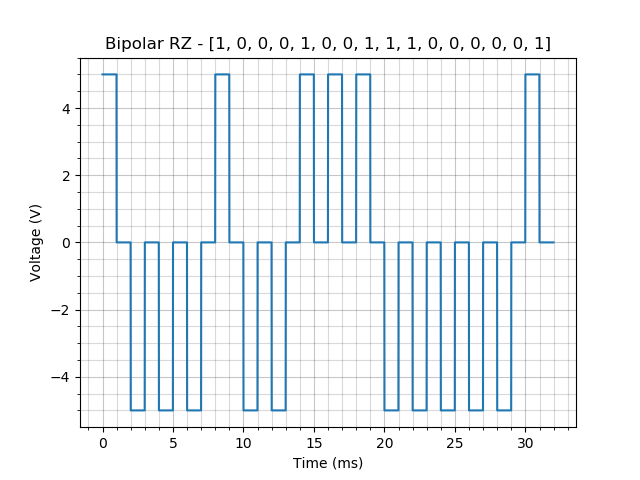 Bipolar RZ - [1, 0, 0, 0, 1, 0, 0, 1, 1, 1, 0, 0, 0, 0, 0, 1]
4
2
0
−2
−4
Voltage (V)
0 5 10 15 20 25 30
Time (ms)